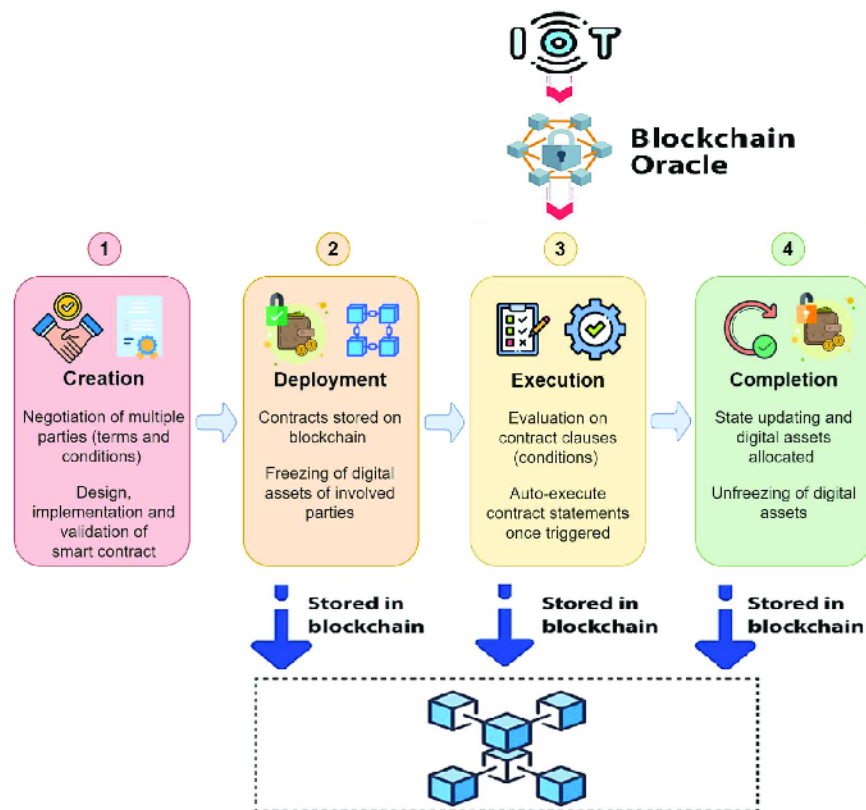 IOT
Blockchain
Oracle
1
2
3
4
Creation
Negotiation of multiple
parties (terms and
conditions)
Design,
implementation and
validation of
smart contract
Deployment
Contracts stored on
blockchain
Freezing of digital
assets of involved
parties
Execution
Evaluation on
contract clauses
(conditions)
Auto-execute
contract statements
once triggered
Completion
State updating and
digital assets
allocated
Unfreezing of digital
assets
Stored in
blockchain
Stored in
blockchain
Stored in
blockchain